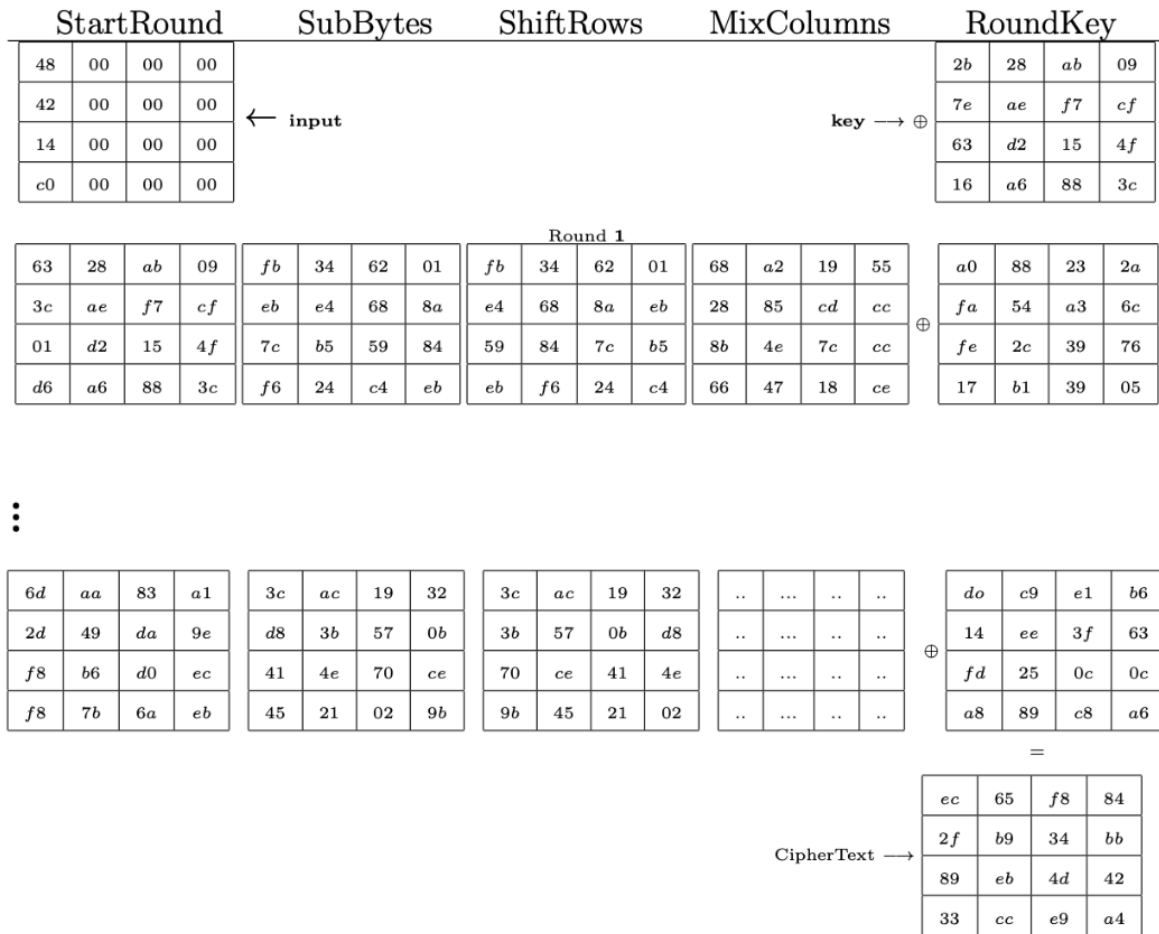 StartRound SubBytes ShiftRows MixColumns RoundKey
48 00 00 00 2b 28 ab 09
42 00 00 00 7e ae f7 cf
← input key → ⊕
14 00 00 00 63 d2 15 4f
c0 00 00 00 16 a6 88 3c
Round 1
63 28 ab 09 fb 34 62 01 fb 34 62 01 68 a2 19 55 a0 88 23 2a
3c ae f7 cf eb e4 68 8a e4 68 8a eb 28 85 cd cc fa 54 a3 6c
⊕
01 d2 15 4f 7c b5 59 84 59 84 7c b5 8b 4e 7c cc fe 2c 39 76
d6 a6 88 3c f6 24 c4 eb eb f6 24 c4 66 47 18 ce 17 b1 39 05
⋮
6d aa 83 a1 3c ac 19 32 3c ac 19 32 .. ... .. .. do c9 e1 b6
2d 49 da 9e d8 3b 57 0b 3b 57 0b d8 .. ... .. .. 14 ee 3f 63
⊕
f8 b6 d0 ec 41 4e 70 ce 70 ce 41 4e .. ... .. .. fd 25 0c 0c
f8 7b 6a eb 45 21 02 9b 9b 45 21 02 .. ... .. .. a8 89 c8 a6
=
ec 65 f8 84
2f b9 34 bb
CipherText →
89 eb 4d 42
33 cc e9 a4